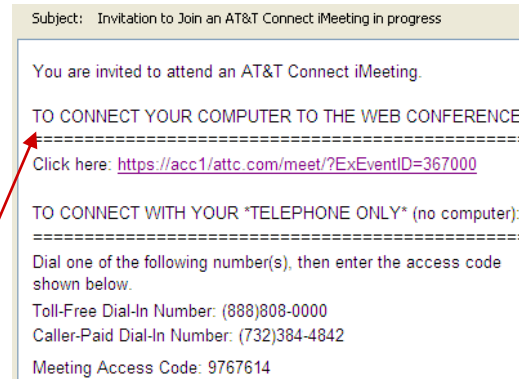 Subject: Invitation to Join an AT&T Connect iMeeting in progress
You are invited to attend an AT&T Connect iMeeting.
TO CONNECT YOUR COMPUTER TO THE WEB CONFERENCE
================================================
Click here: https://acc1/attc.com/meet/?ExEventID=367000
TO CONNECT WITH YOUR *TELEPHONE ONLY* (no computer):
================================================
Dial one of the following number(s), then enter the access code
shown below.
Toll-Free Dial-In Number: (888)808-0000
Caller-Paid Dial-In Number: (732)384-4842
Meeting Access Code: 9767614